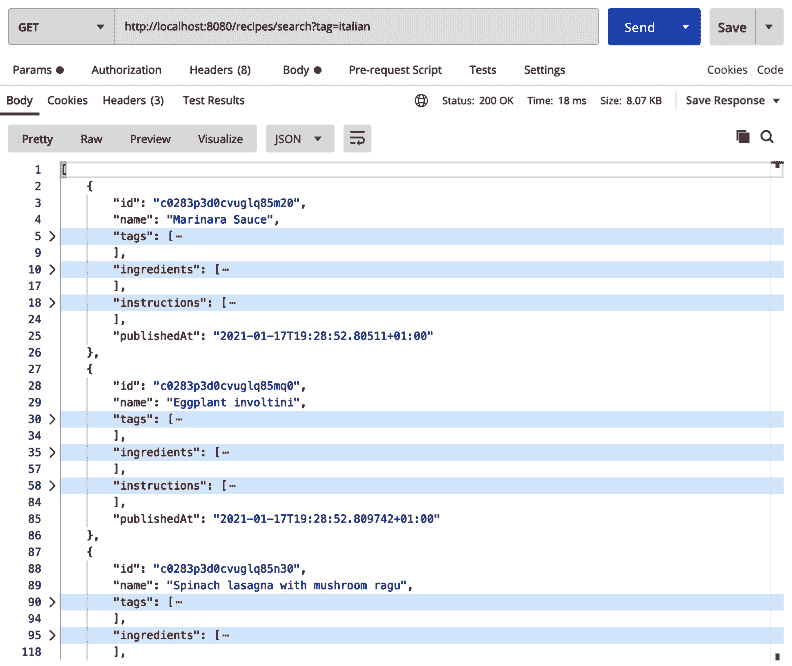 GET http://localhost:8080/recipes/search?tag=italian Send Save
Params Authorization Headers (8) Body Pre-request Script Tests Settings Cookies Code
Body Cookies Headers (3) Test Results Status: 200 OK Time: 18 ms Size: 8.07 KB Save Response
Pretty Raw Preview Visualize JSON
1 [
2 {
3 "id": "c0283p3d0cvuglq85m20",
4 "name": "Marinara Sauce",
5 "tags": [⋯
9 ],
10 "ingredients": [⋯
17 ],
18 "instructions": [⋯
24 ],
25 "publishedAt": "2021-01-17T19:28:52.80511+01:00"
26 },
27 {
28 "id": "c0283p3d0cvuglq85mq0",
29 "name": "Eggplant involtini",
30 "tags": [⋯
34 ],
35 "ingredients": [⋯
57 ],
58 "instructions": [⋯
84 ],
85 "publishedAt": "2021-01-17T19:28:52.809742+01:00"
86 },
87 {
88 "id": "c0283p3d0cvuglq85n30",
89 "name": "Spinach lasagna with mushroom ragu",
90 "tags": [⋯
94 ],
95 "ingredients": [⋯
118 ],